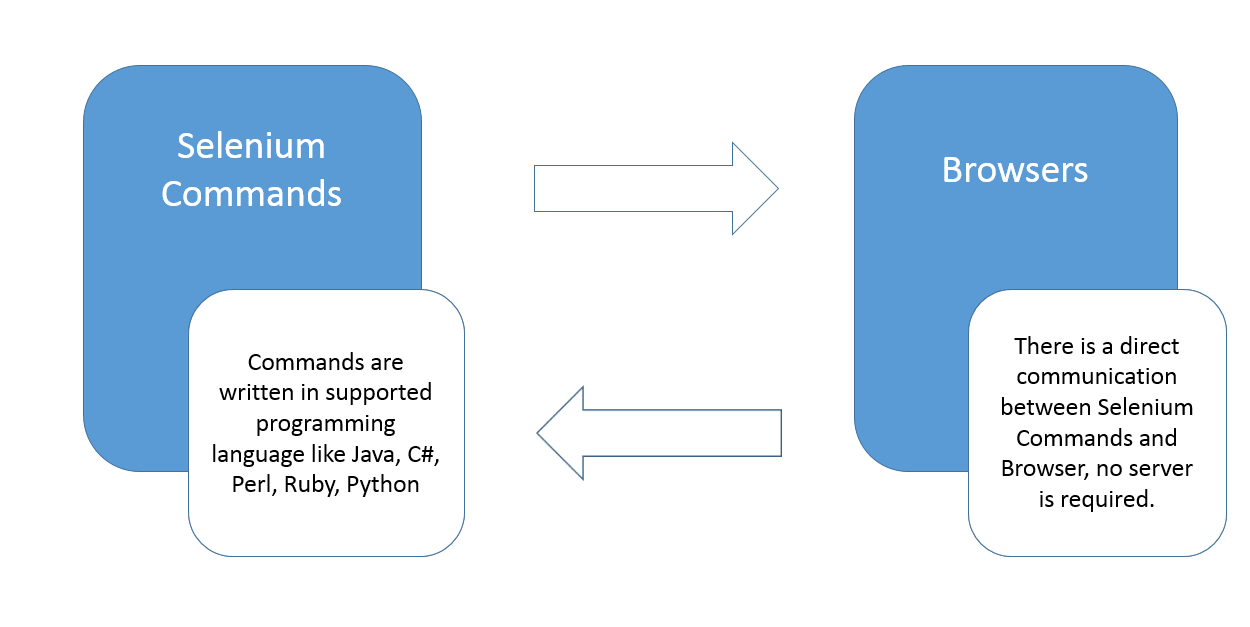 Selenium
Commands
Commands are
written in supported
programming
language like Java, C#,
Perl, Ruby, Python
Browsers
There is a direct
communication
between Selenium
Commands and
Browser, no server
is required.